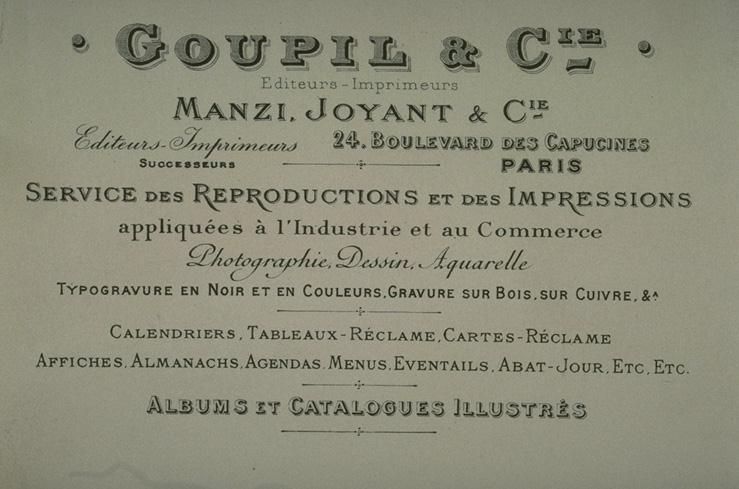 • GOUPIL & CIE •
Editeurs-Imprimeurs
MANZI, JOYANT & CIE
Editeurs-Imprimeurs 24. BOULEVARD DES CAPUCINES
SUCCESSEURS PARIS
SERVICE DES REPRODUCTIONS ET DES IMPRESSIONS
appliquées à l'Industrie et au Commerce
Photographie, Dessin, Aquarelle
TYPOGRAVURE EN NOIR ET EN COULEURS, GRAVURE SUR BOIS, SUR CUIVRE, &ᴬ
CALENDRIERS, TABLEAUX-RÉCLAME, CARTES-RÉCLAME
AFFICHES, ALMANACHS, AGENDAS, MENUS, EVENTAILS, ABAT-JOUR, ETC, ETC.
ALBUMS ET CATALOGUES ILLUSTRÉS